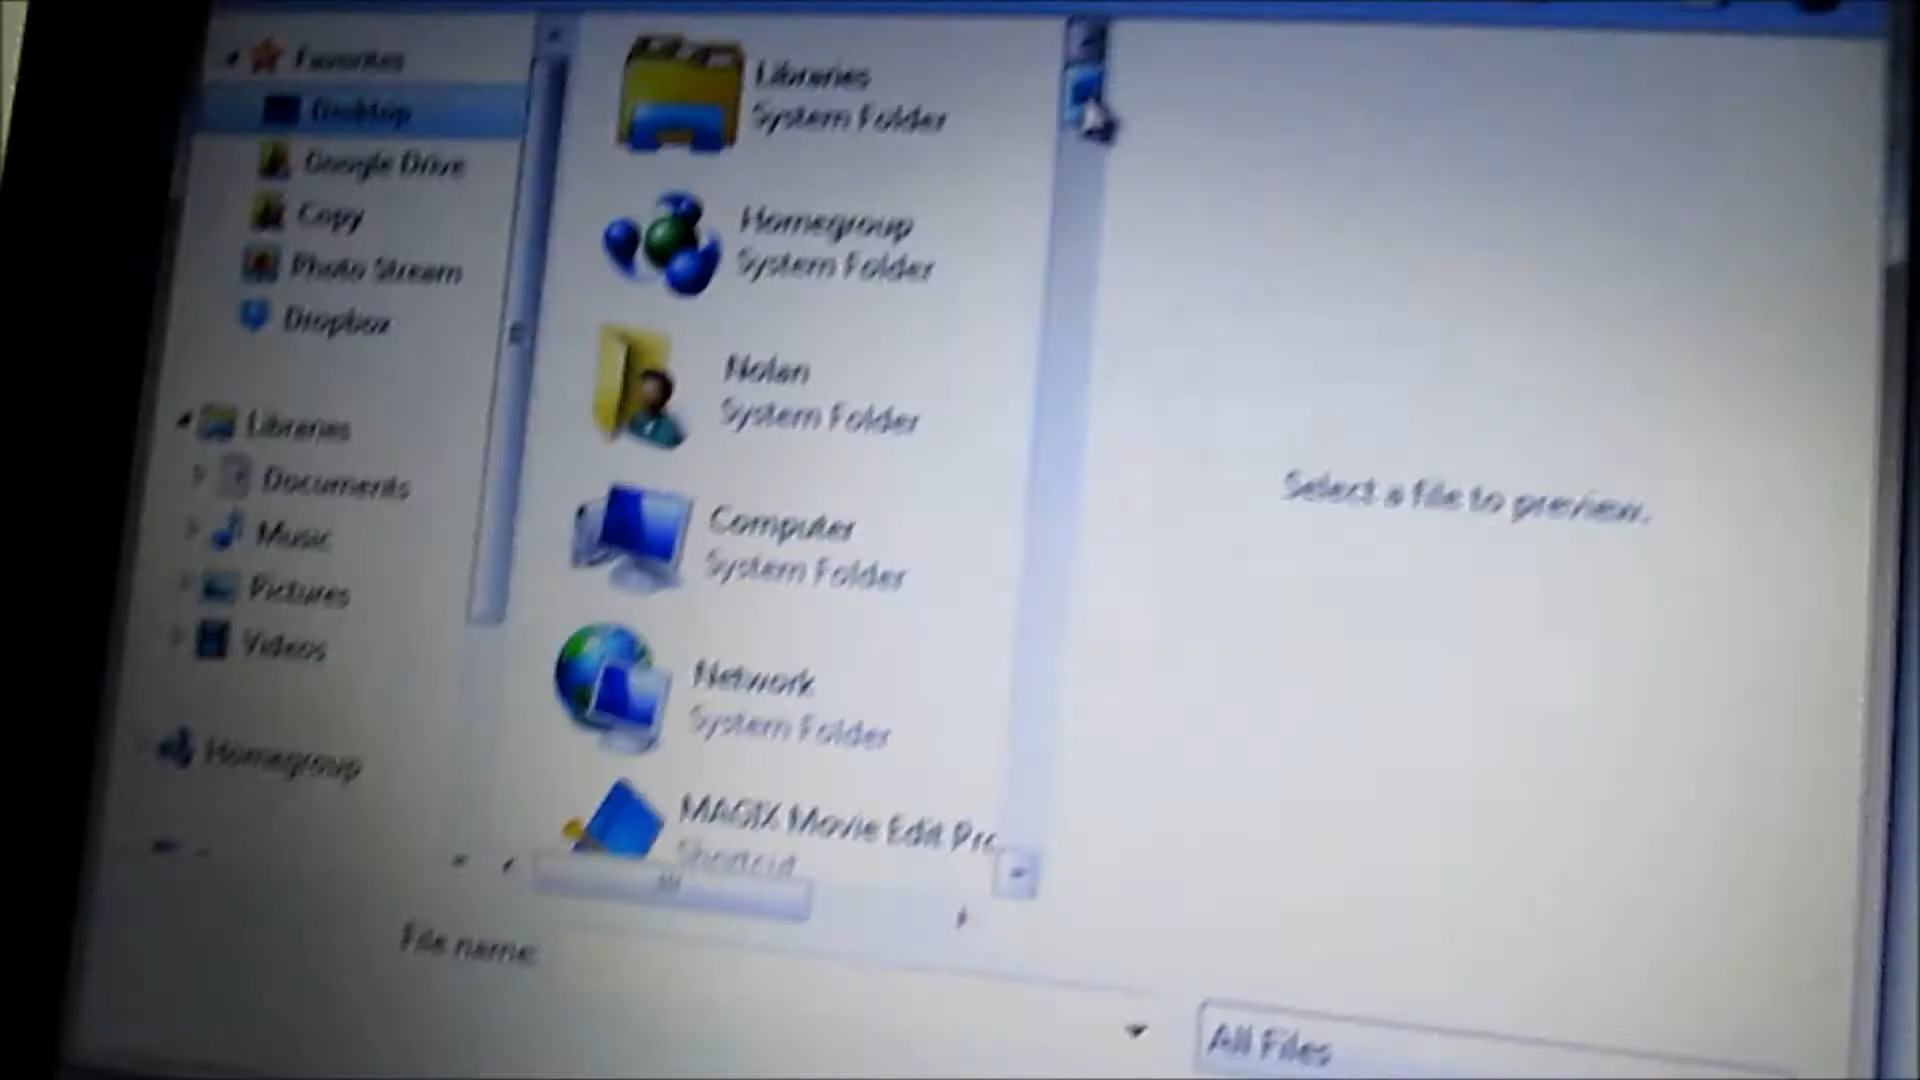 Favorites
Desktop
Google Drive
Copy
Photo Stream
Dropbox
Libraries
Documents
Music
Pictures
Videos
Homegroup
Libraries
System Folder
Homegroup
System Folder
Nolan
System Folder
Computer
System Folder
Network
System Folder
MAGIX Movie Edit Pro
Shortcut
Select a file to preview.
File name:
All Files